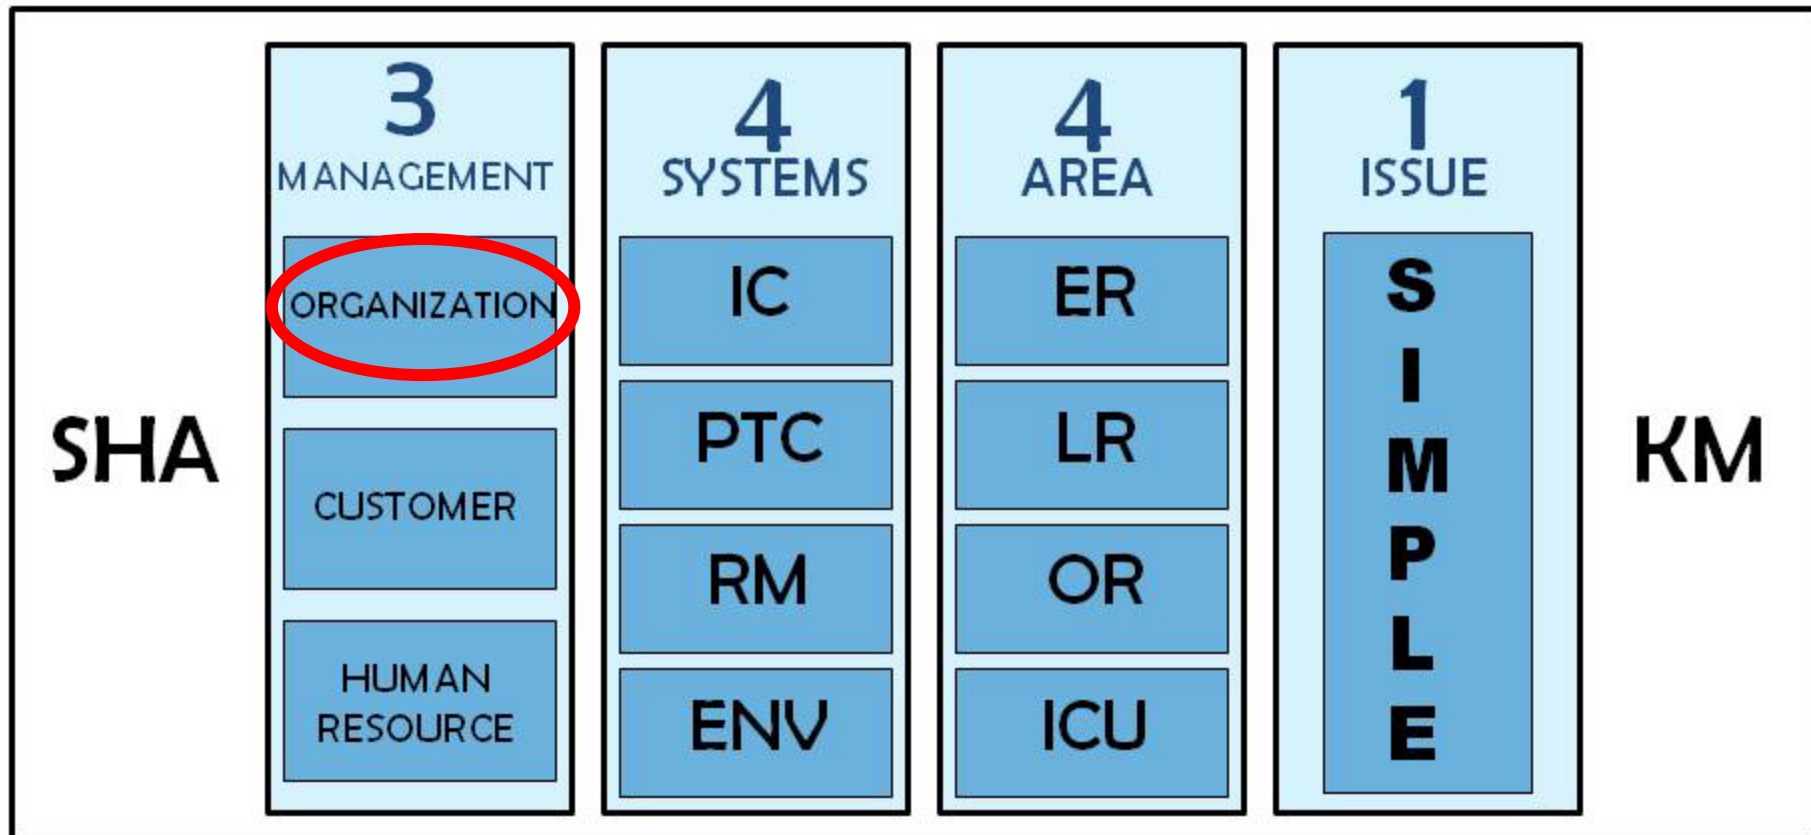 SHA
3
MANAGEMENT
ORGANIZATION
CUSTOMER
HUMAN
RESOURCE
4
SYSTEMS
IC
PTC
RM
ENV
4
AREA
ER
LR
OR
ICU
1
ISSUE
S
I
M
P
L
E
KM